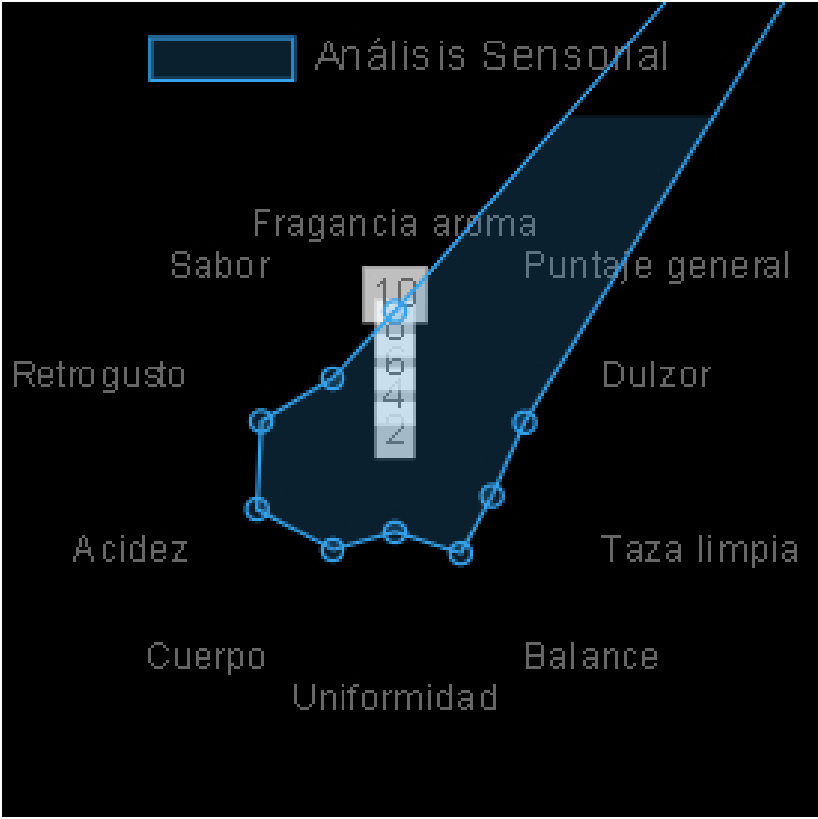 Análisis Sensorial
Fragancia aroma
Sabor
Puntaje general
10
8
6
Retrogusto
Dulzor
4
2
Acidez
Taza limpia
Cuerpo
Balance
Uniformidad